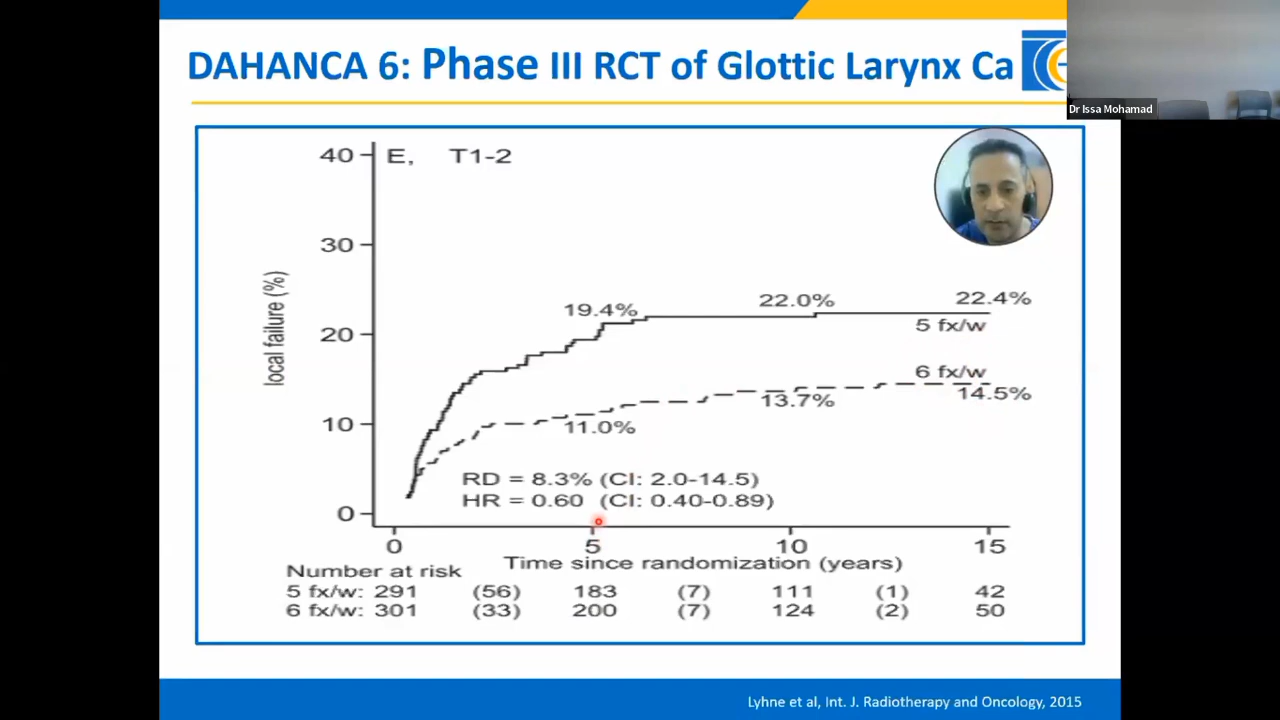 DAHANCA 6: Phase III RCT of Glottic Larynx Ca
Dr Issa Mohamad
E, T1-2
40
30
20
10
0
local failure (%)
19.4%
22.0%
22.4%
5 fx/w
6 fx/w
11.0%
13.7%
14.5%
RD = 8.3% (CI: 2.0-14.5)
HR = 0.60 (CI: 0.40-0.89)
0 5 10 15
Time since randomization (years)
Number at risk
5 fx/w: 291 (56) 183 (7) 111 (1) 42
6 fx/w: 301 (33) 200 (7) 124 (2) 50
Lyhne et al, Int. J. Radiotherapy and Oncology, 2015